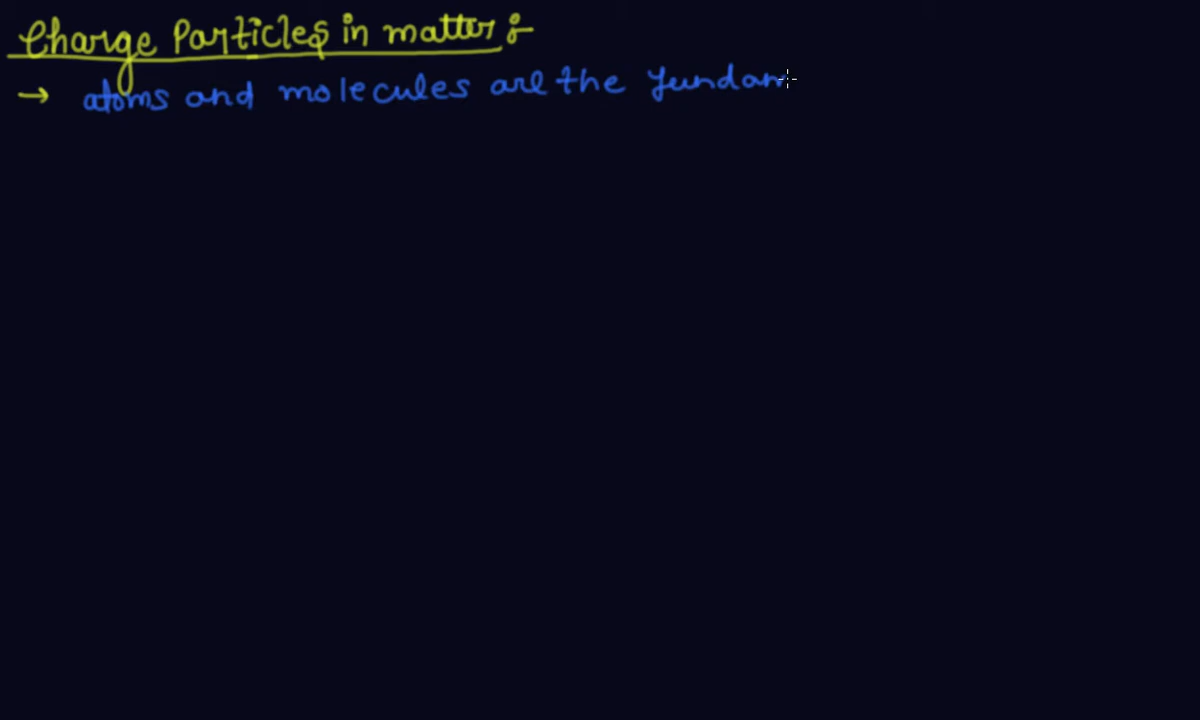 Charge Particles in matter :-
→ atoms and molecules are the fundam